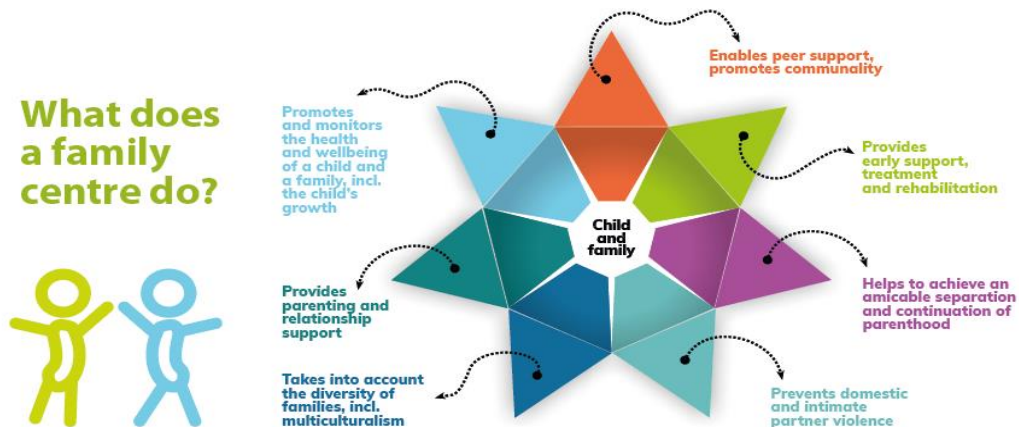 What does
a family
centre do?
Enables peer support,
promotes communality
Provides
early support,
treatment
and rehabilitation
Helps to achieve an
amicable separation
and continuation of
parenthood
Prevents domestic
and intimate
partner violence
Takes into account
the diversity of
families, incl.
multiculturalism
Provides
parenting and
relationship
support
Promotes
and monitors
the health
and wellbeing
of a child and
a family, incl.
the child's
growth
Child
and
family